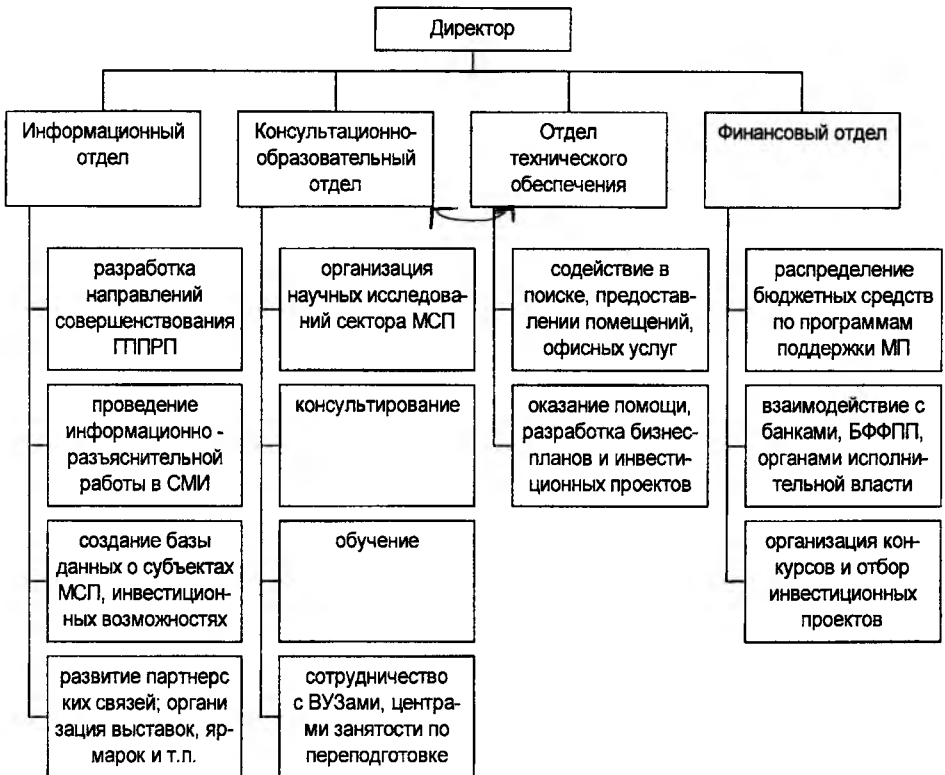 Директор
Информационный
отдел
Консультационно-
образовательный
отдел
Отдел
технического
обеспечения
Финансовый отдел
разработка
направлений
совершенствования
ГППРП
проведение
информационно -
разъяснительной
работы в СМИ
создание базы
данных о субъектах
МСП, инвестицион-
ных возможностях
развитие партнерс
ких связей; органи
зация выставок, яр-
марок и т.п.
организация
научных исследова-
ний сектора МСП
консультирование
обучение
сотрудничество
с ВУЗами, центра-
ми занятости по
переподготовке
содействие в
поиске, предостав-
лении помещений,
офисных услуг
оказание помощи,
разработка бизнес-
планов и инвести-
ционных проектов
распределение
бюджетных средств
по программам
поддержки МП
взаимодействие с
банками, БФФПП,
органами исполни-
тельной власти
организация кон-
курсов и отбор
инвестиционных
проектов